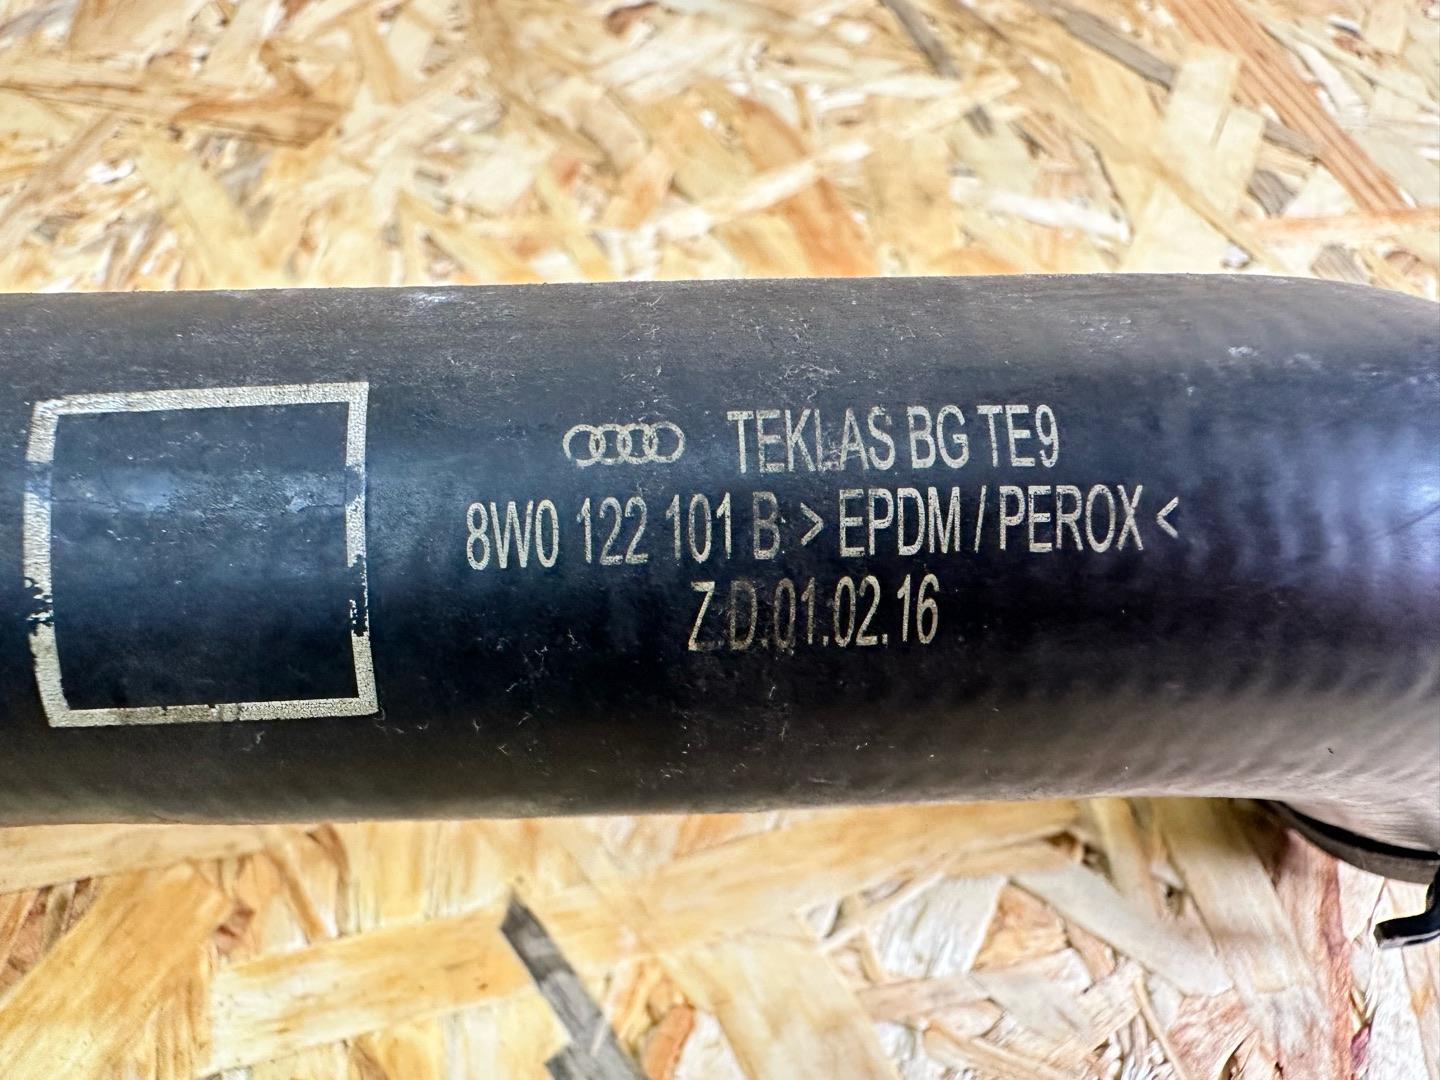 TEKLAS BG TE9
8W0 122 101 B > EPDM / PEROX <
Z.D.01.02.16